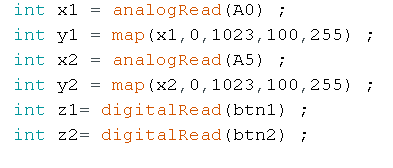 int x1 = analogRead(A0) ;
int y1 = map(x1,0,1023,100,255) ;
int x2 = analogRead(A5) ;
int y2 = map(x2,0,1023,100,255) ;
int z1= digitalRead(btn1) ;
int z2= digitalRead(btn2) ;